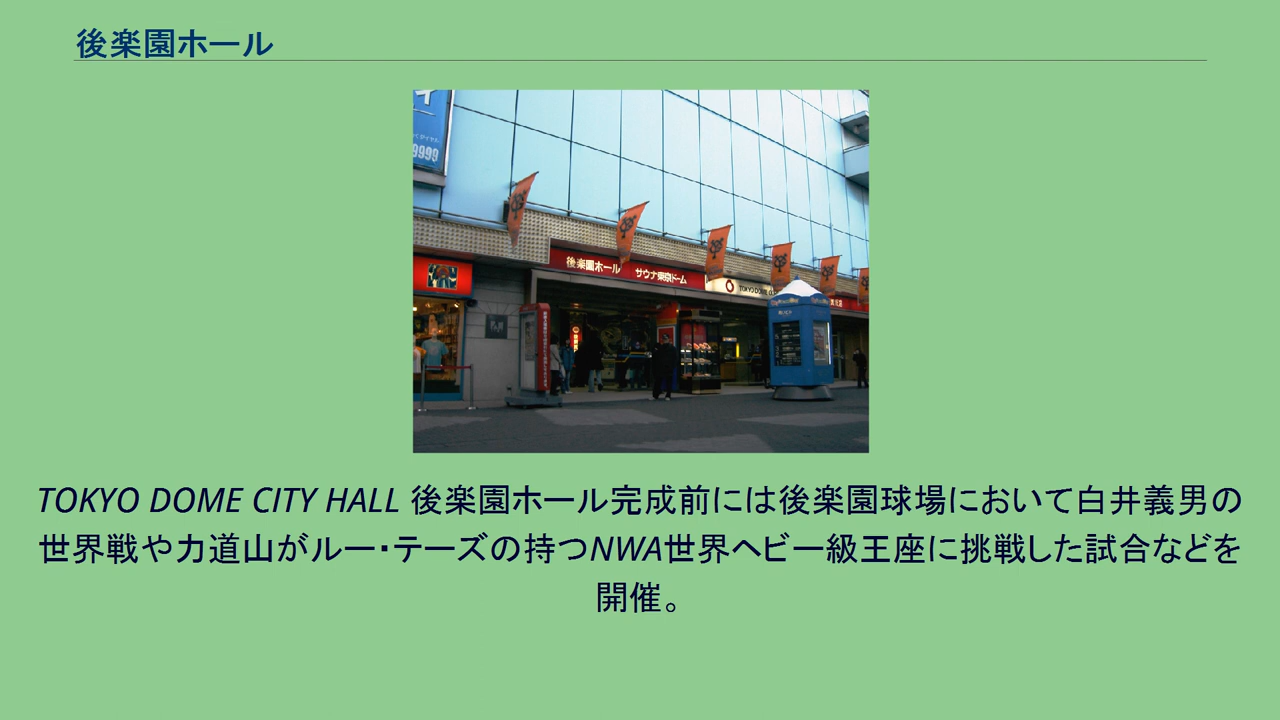 後楽園ホール
イ
9999
後楽園ホール サウナ東京ドーム
TOKYO DOME
TOKYO DOME CITY HALL 後楽園ホール完成前には後楽園球場において白井義男の
世界戦や力道山がルー・テーズの持つNWA世界ヘビー級王座に挑戦した試合などを
開催。